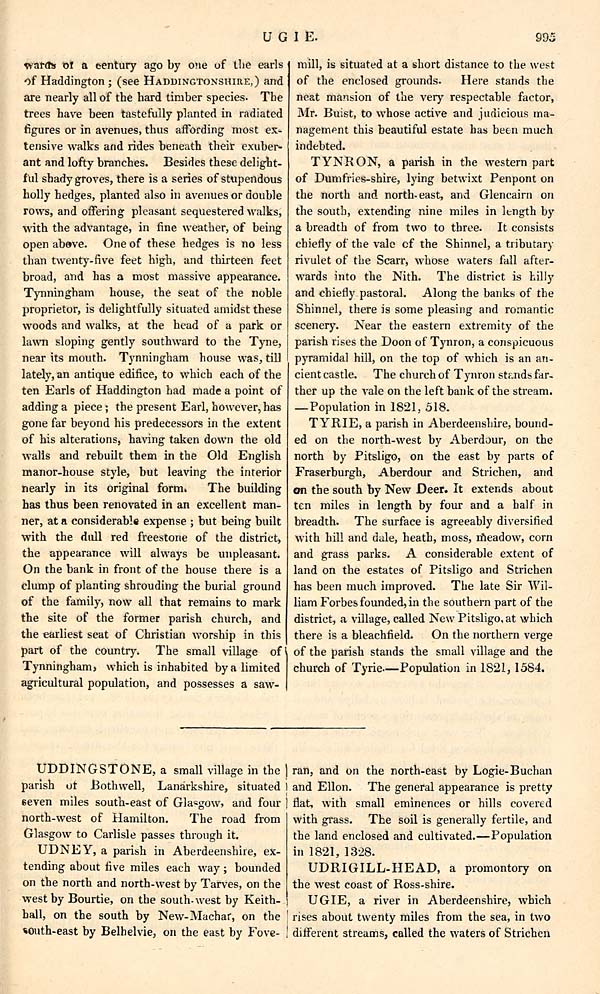 UGIE.
995
wards of a century ago by one of the earls
of Haddington ; (see HADDINGTONSHIRE,) and
are nearly all of the hard timber species. The
trees have been tastefully planted in radiated
figures or in avenues, thus affording most ex-
tensive walks and rides beneath their exuber-
ant and lofty branches. Besides these delight-
ful shady groves, there is a series of stupendous
holly hedges, planted also in avenues or double
rows, and offering pleasant sequestered walks,
with the advantage, in fine weather, of being
open above. One of these hedges is no less
than twenty-five feet high, and thirteen feet
broad, and has a most massive appearance.
Tynningham house, the seat of the noble
proprietor, is delightfully situated amidst these
woods and walks, at the head of a park or
lawn sloping gently southward to the Tyne,
near its mouth. Tynningham house was, till
lately, an antique edifice, to which each of the
ten Earls of Haddington had made a point of
adding a piece ; the present Earl, however, has
gone far beyond his predecessors in the extent
of his alterations, having taken down the old
walls and rebuilt them in the Old English
manor-house style, but leaving the interior
nearly in its original form. The building
has thus been renovated in an excellent man-
ner, at a considerable expense ; but being built
with the dull red freestone of the district,
the appearance will always be unpleasant.
On the bank in front of the house there is a
clump of planting shrouding the burial ground
of the family, now all that remains to mark
the site of the former parish church, and
the earliest seat of Christian worship in this
part of the country. The small village of
Tynningham, which is inhabited by a limited
agricultural population, and possesses a saw-
mill, is situated at a short distance to the west
of the enclosed grounds. Here stands the
neat mansion of the very respectable factor,
Mr. Buist, to whose active and judicious ma-
nagement this beautiful estate has been much
indebted.
TYNRON, a parish in the western part
of Dumfries-shire, lying betwixt Penpont on
the north and north-east, and Glencairn on
the south, extending nine miles in length by
a breadth of from two to three. It consists
chiefly of the vale of the Shinnel, a tributary
rivulet of the Scarr, whose waters fall after-
wards into the Nith. The district is hilly
and chiefly pastoral. Along the banks of the
Shinnel, there is some pleasing and romantic
scenery. Near the eastern extremity of the
parish rises the Doon of Tynron, a conspicuous
pyramidal hill, on the top of which is an an-
cient castle. The church of Tynron stands far-
ther up the vale on the left bank of the stream.
—Population in 1821, 518.
TYRIE, a parish in Aberdeenshire, bound-
ed on the north-west by Aberdour, on the
north by Pitsligo, on the east by parts of
Fraserburgh, Aberdour and Strichen, and
on the south by New Deer. It extends about
ten miles in length by four and a half in
breadth. The surface is agreeably diversified
with hill and dale, heath, moss, meadow, corn
and grass parks. A considerable extent of
land on the estates of Pitsligo and Strichen
has been much improved. The late Sir Wil-
liam Forbes founded, in the southern part of the
district, a village, called New Pitsligo, at which
there is a bleachfield. On the northern verge
of the parish stands the small village and the
church of Tyrie.—Population in 1821, 1584.
UDDINGSTONE, a small village in the
parish of Bothwell, Lanarkshire, situated
seven miles south-east of Glasgow, and four
north-west of Hamilton. The road from
Glasgow to Carlisle passes through it.
UDNEY, a parish in Aberdeenshire, ex-
tending about five miles each way ; bounded
on the north and north-west by Tarves, on the
west by Bourtie, on the south-west by Keith-
hall, on the south by New-Machar, on the
south-east by Belhelvie, on the east by Fove-
ran, and on the north-east by Logie-Buchan
and Ellon. The general appearance is pretty
flat, with small eminences or hills covered
with grass. The soil is generally fertile, and
the land enclosed and cultivated.—Population
in 1821, 1328.
UDRIGILL-HEAD, a promontory on
the west coast of Ross-shire.
UGIE, a river in Aberdeenshire, which
rises about twenty miles from the sea, in two
different streams, called the waters of Strichen